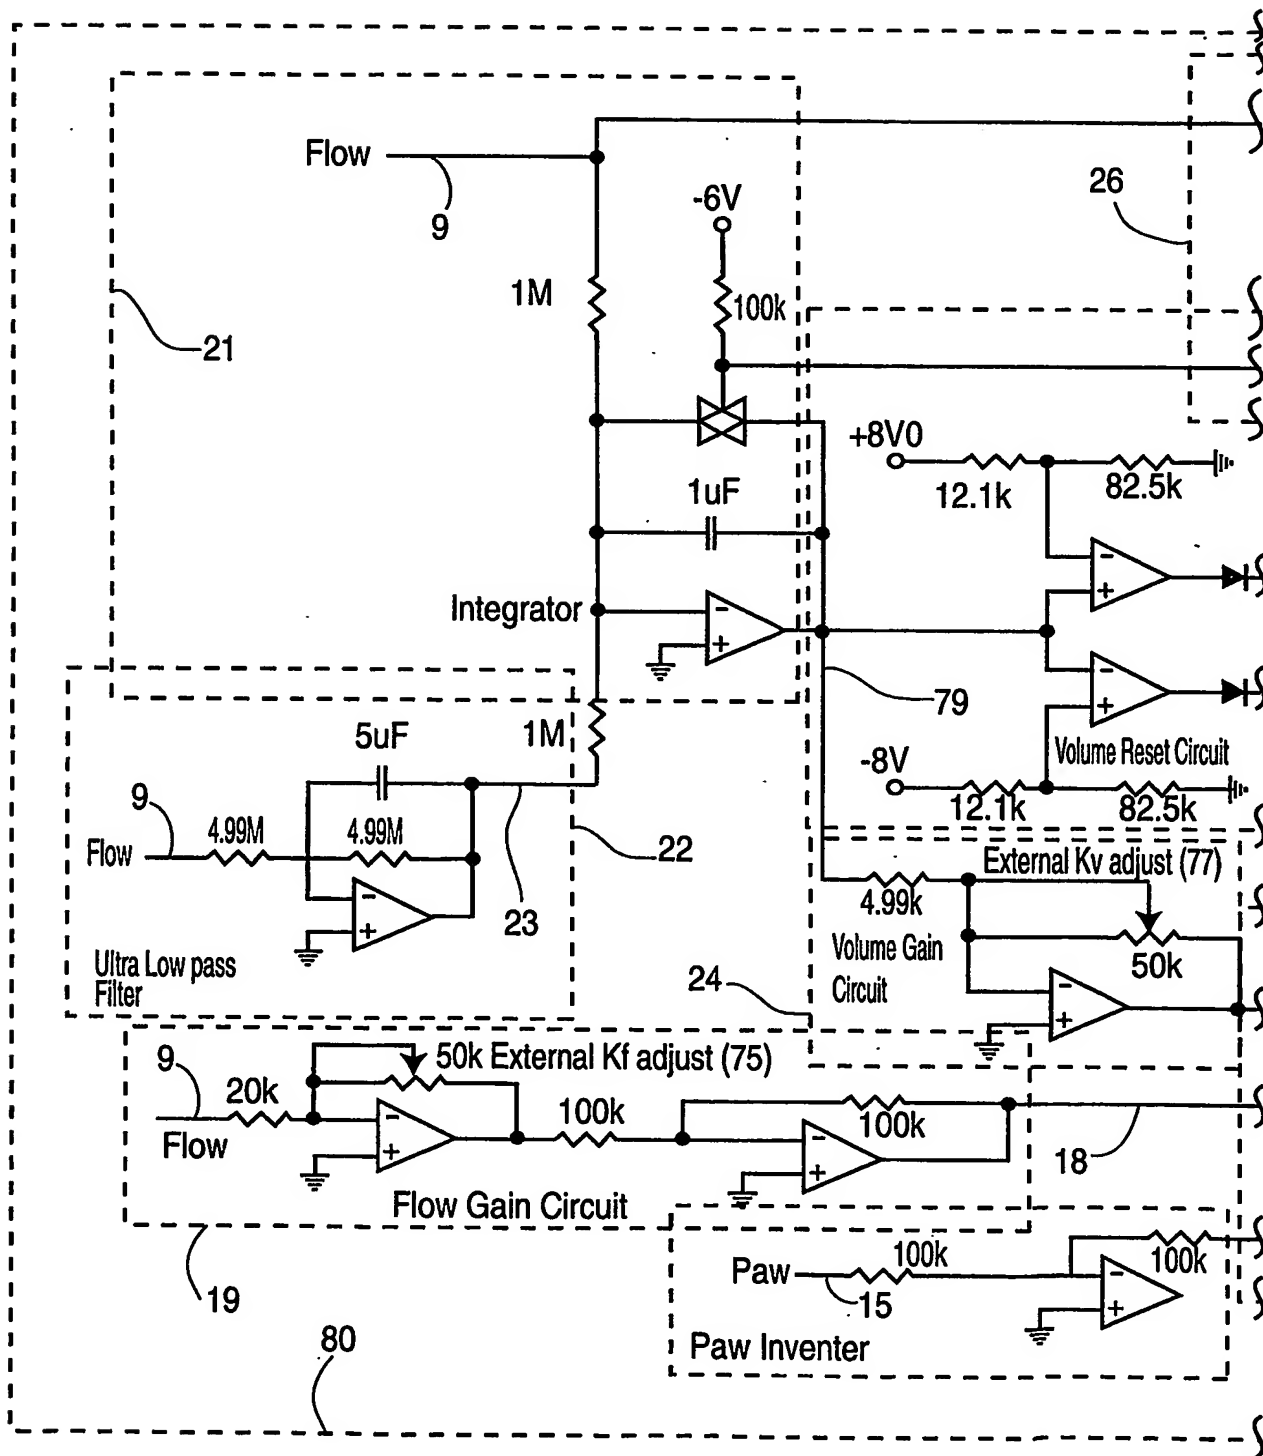 Flow
9
-6V
26
1M
100k
21
+8V0
12.1k
82.5k
1uF
-
+
Integrator
-
+
79
-
+
5uF
1M
-8V
Volume Reset Circuit
12.1k
82.5k
9
Flow
4.99M
4.99M
22
-
+
23
Ultra Low pass
Filter
External Kv adjust (77)
4.99k
Volume Gain
Circuit
50k
24
-
+
9
20k
50k External Kf adjust (75)
Flow
-
+
100k
100k
-
+
18
Flow Gain Circuit
19
Paw
100k
15
100k
-
+
Paw Inventer
80